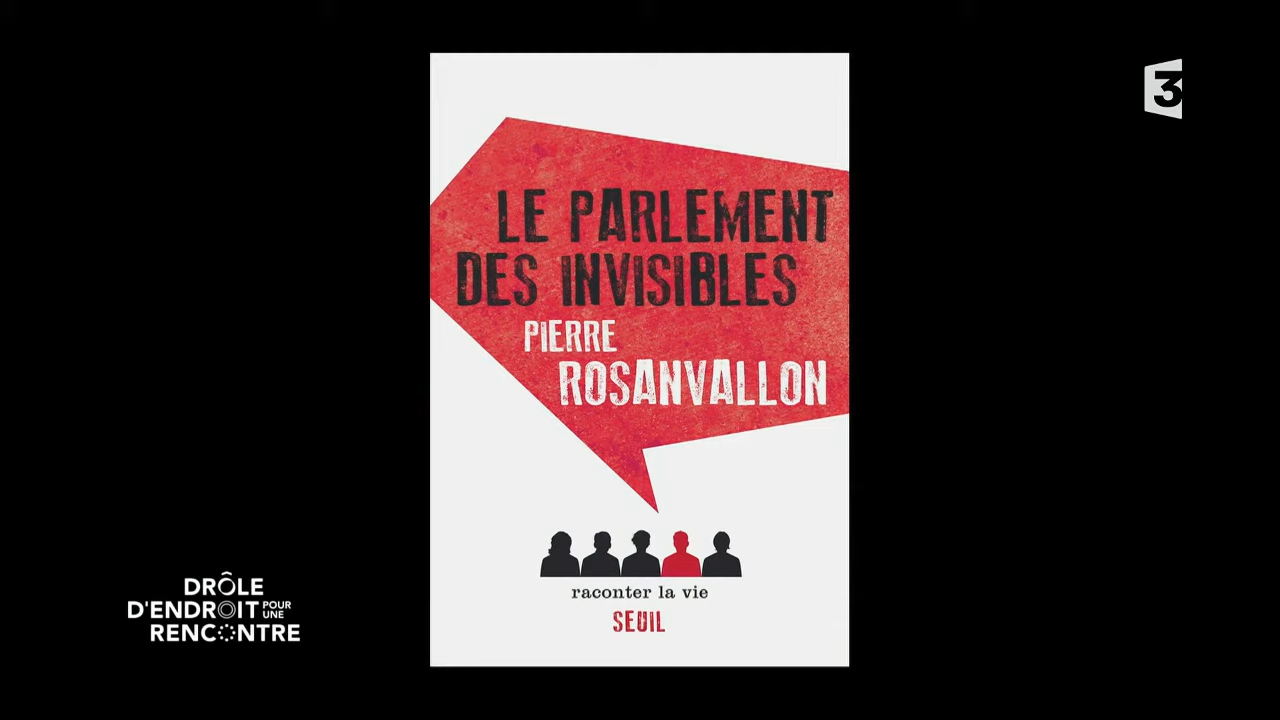 3
LE PARLEMENT
DES INVISIBLES
PIERRE
ROSANVALLON
raconter la vie
SEUIL
DRÔLE
D'ENDROIT POUR UNE
RENCONTRE